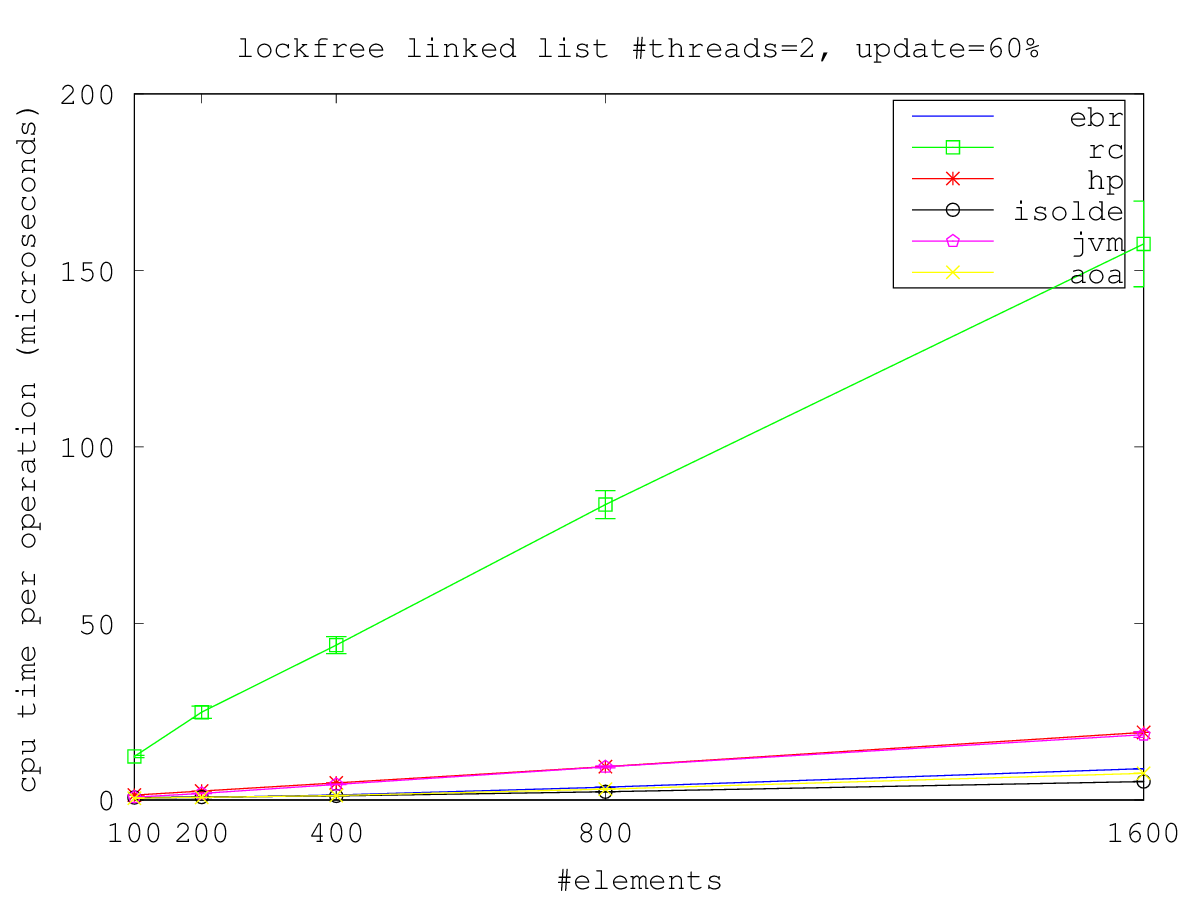 lockfree linked list #threads=2, update=60%
cpu time per operation (microseconds)
200
150
100
50
0
ebr
rc
hp
isolde
jvm
aoa
100 200 400 800 1600
#elements